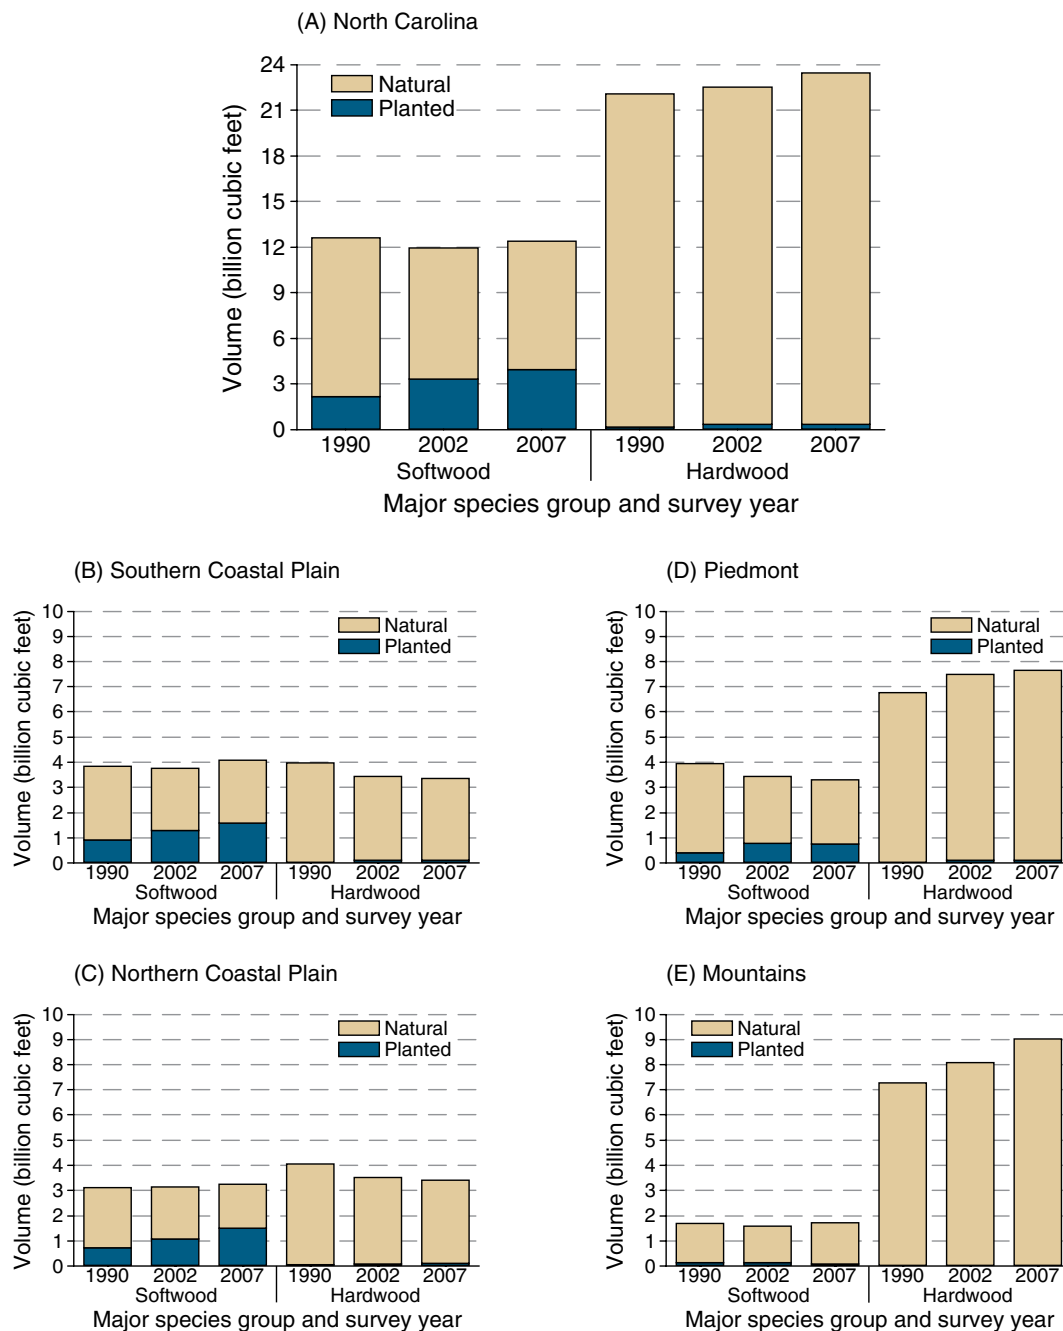 (A) North Carolina
Natural
Planted
Volume (billion cubic feet)
24
21
18
15
12
9
6
3
0
1990 2002 2007 1990 2002 2007
Softwood Hardwood
Major species group and survey year
(B) Southern Coastal Plain
Natural
Planted
Volume (billion cubic feet)
10
9
8
7
6
5
4
3
2
1
0
1990 2002 2007 1990 2002 2007
Softwood Hardwood
Major species group and survey year
(D) Piedmont
Natural
Planted
Volume (billion cubic feet)
10
9
8
7
6
5
4
3
2
1
0
1990 2002 2007 1990 2002 2007
Softwood Hardwood
Major species group and survey year
(C) Northern Coastal Plain
Natural
Planted
Volume (billion cubic feet)
10
9
8
7
6
5
4
3
2
1
0
1990 2002 2007 1990 2002 2007
Softwood Hardwood
Major species group and survey year
(E) Mountains
Natural
Planted
Volume (billion cubic feet)
10
9
8
7
6
5
4
3
2
1
0
1990 2002 2007 1990 2002 2007
Softwood Hardwood
Major species group and survey year